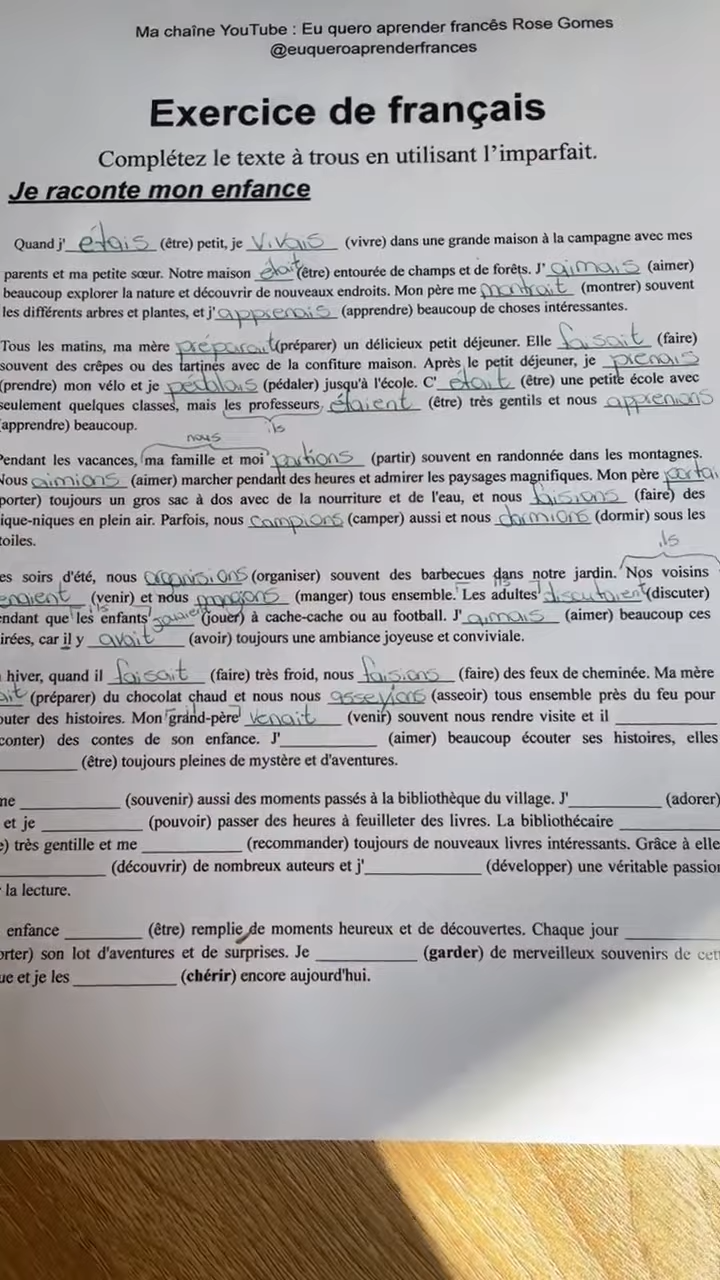 Ma chaîne YouTube : Eu quero aprender francês Rose Gomes
@euqueroaprenderfrances
Exercice de français
Complétez le texte à trous en utilisant l'imparfait.
Je raconte mon enfance
Quand j' étais (être) petit, je vivais (vivre) dans une grande maison à la campagne avec mes
parents et ma petite sœur. Notre maison était (être) entourée de champs et de forêts. J' aimais (aimer)
beaucoup explorer la nature et découvrir de nouveaux endroits. Mon père me montrait (montrer) souvent
les différents arbres et plantes, et j' apprenais (apprendre) beaucoup de choses intéressantes.
Tous les matins, ma mère préparait (préparer) un délicieux petit déjeuner. Elle faisait (faire)
souvent des crêpes ou des tartines avec de la confiture maison. Après le petit déjeuner, je prenais
(prendre) mon vélo et je pédalais (pédaler) jusqu'à l'école. C' était (être) une petite école avec
seulement quelques classes, mais les professeurs étaient (être) très gentils et nous apprenions
apprendre) beaucoup.
nous ils
Pendant les vacances, ma famille et moi partions (partir) souvent en randonnée dans les montagnes.
Nous aimions (aimer) marcher pendant des heures et admirer les paysages magnifiques. Mon père portai
porter) toujours un gros sac à dos avec de la nourriture et de l'eau, et nous faisions (faire) des
ique-niques en plein air. Parfois, nous campions (camper) aussi et nous dormions (dormir) sous les
toiles.
ils
es soirs d'été, nous organisions (organiser) souvent des barbecues dans notre jardin. Nos voisins
enaient (venir) et nous mangions (manger) tous ensemble. Les adultes ils discutaient (discuter)
endant que les enfants ils jouaient (jouer) à cache-cache ou au football. J' aimais (aimer) beaucoup ces
irées, car il y avait (avoir) toujours une ambiance joyeuse et conviviale.
hiver, quand il faisait (faire) très froid, nous faisions (faire) des feux de cheminée. Ma mère
ait (préparer) du chocolat chaud et nous nous asseyions (asseoir) tous ensemble près du feu pour
outer des histoires. Mon grand-père il venait (venir) souvent nous rendre visite et il
conter) des contes de son enfance. J' (aimer) beaucoup écouter ses histoires, elles
(être) toujours pleines de mystère et d'aventures.
me (souvenir) aussi des moments passés à la bibliothèque du village. J' (adorer)
et je (pouvoir) passer des heures à feuilleter des livres. La bibliothécaire
e) très gentille et me (recommander) toujours de nouveaux livres intéressants. Grâce à elle
(découvrir) de nombreux auteurs et j' (développer) une véritable passion
la lecture.
enfance (être) remplie de moments heureux et de découvertes. Chaque jour
orter) son lot d'aventures et de surprises. Je (garder) de merveilleux souvenirs de cett
ue et je les (chérir) encore aujourd'hui.